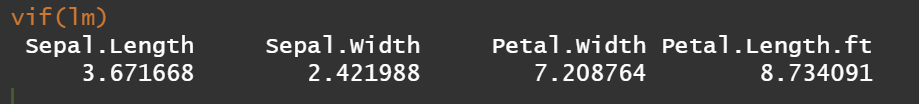 vif(lm)
Sepal.Length Sepal.Width Petal.Width Petal.Length.ft
3.671668 2.421988 7.208764 8.734091